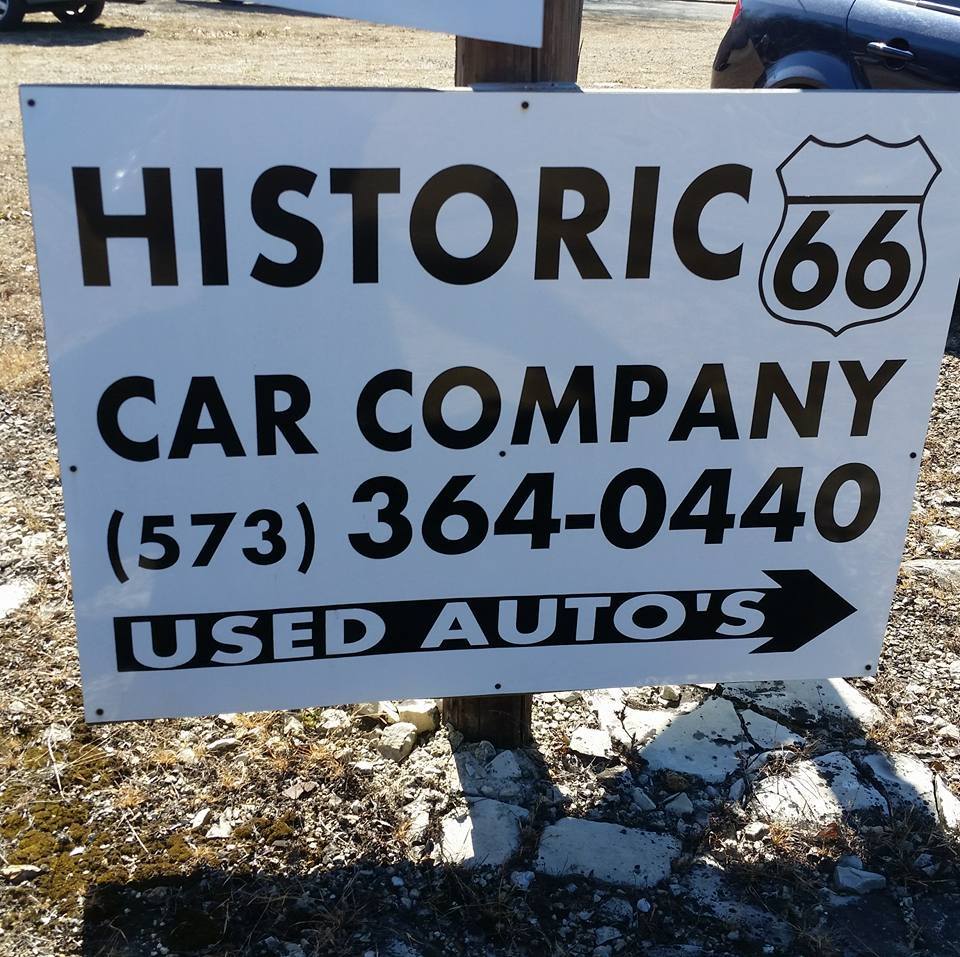 HISTORIC 66
CAR COMPANY
(573) 364-0440
USED AUTO'S